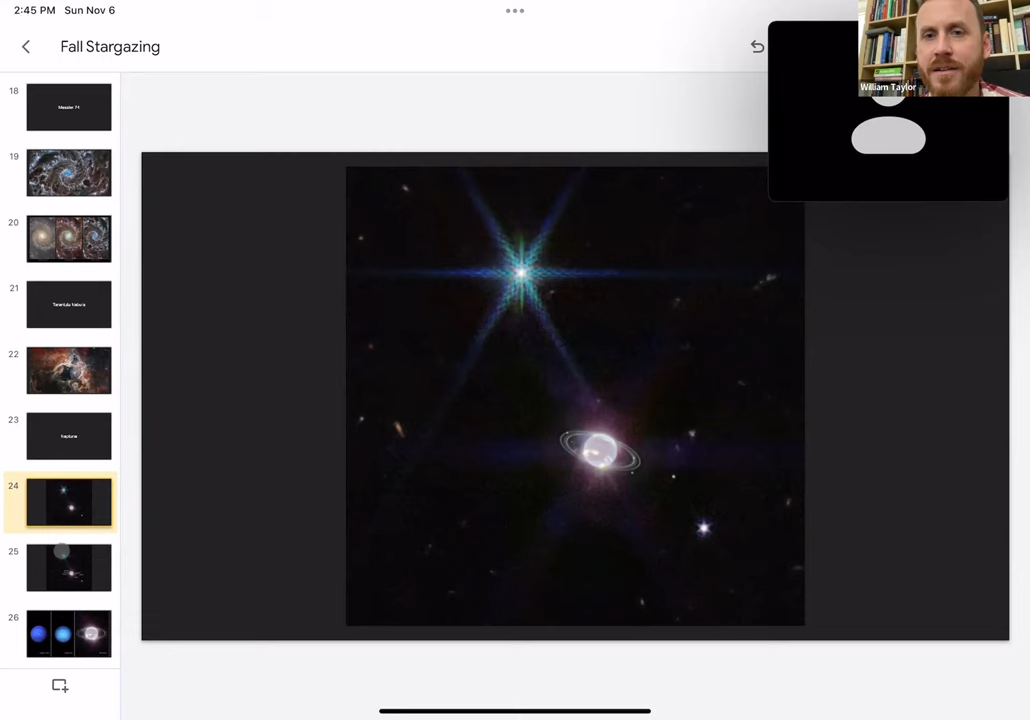 2:45 PM Sun Nov 6
Fall Stargazing
William Taylor
18
Messier 74
19
20
21
Tarantula Nebula
22
23
Neptune
24
25
26